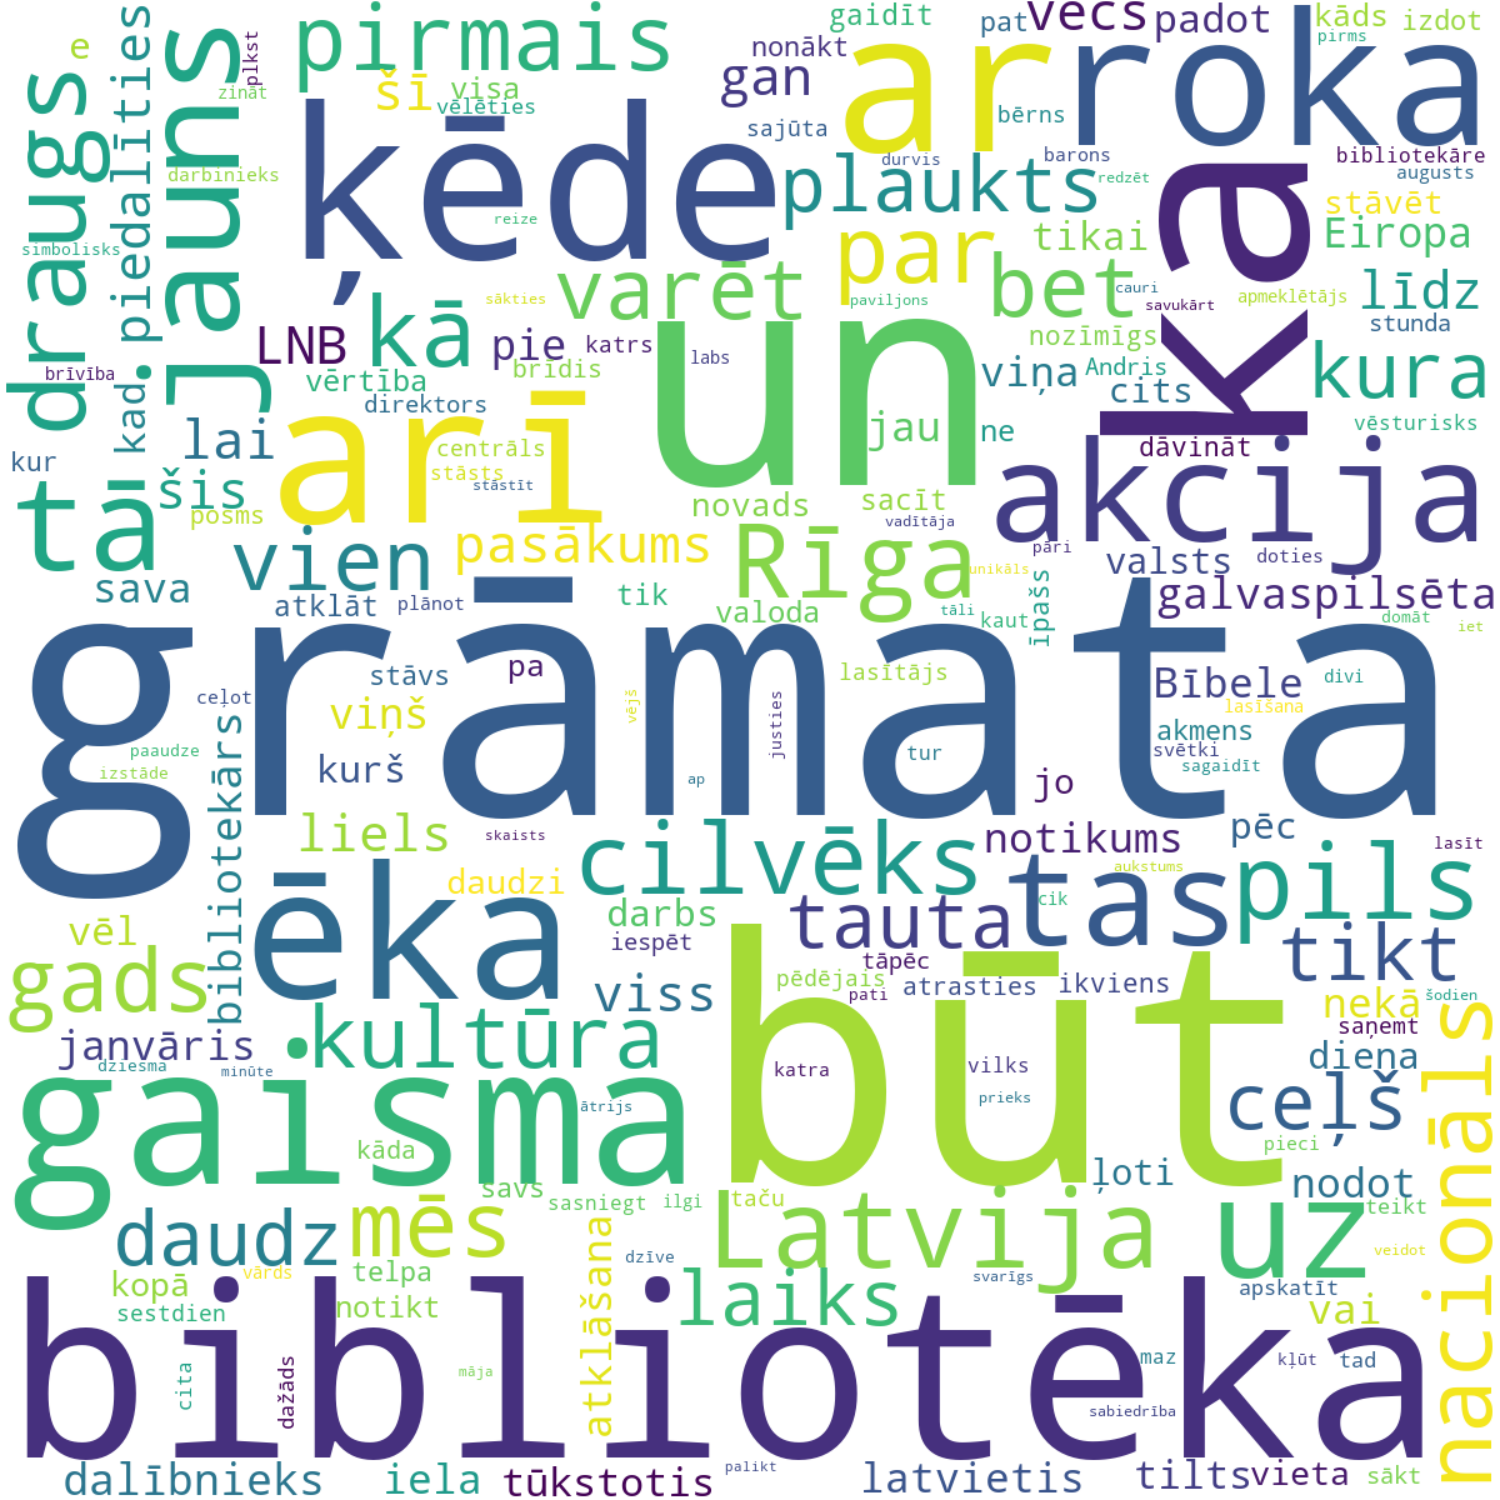 gaidīt
pat
vecs
padot
kāds
izdot
pirms
e
piedalīties
plkst
pirmais
nonākt
ar
roka
zināt
šī
visa
vēlēties
gan
sajūta
bērns
draugs
jauns
ķēde
durvis
barons
bibliotekāre
augusts
darbinieks
plaukts
redzēt
ka
stāvēt
reize
par
tikai
Eiropa
simbolisks
varēt
bet
cauri
līdz
sākties
paviljons
savukārt
apmeklētājs
LNB
kā
pie
katrs
un
nozīmīgs
stunda
brīvība
vērtība
brīdis
labs
viņa
Andris
kura
kad
direktors
cits
lai
arī
jau
ne
vēsturisks
kur
centrāls
dāvināt
stāsts
stāstīt
akcija
tā
šis
novads
sacīt
posms
vadītāja
vien
pasākums
Rīga
pāri
valsts
doties
unikāls
sava
atklāt
plānot
tik
valoda
tāli
kaut
īpašs
galvaspilsēta
domāt
iet
grāmata
stāvs
pa
lasītājs
Bībele
divi
ceļot
viņš
vējš
justies
lasīšana
paaudze
bibliotekārs
akmens
tur
svētki
izstāde
kurš
ap
jo
sagaidīt
liels
skaists
cilvēks
notikums
pēc
lasīt
aukstums
ēka
daudzi
tas
pils
cik
darbs
tauta
vēl
iespēt
tāpēc
tikt
gads
viss
pēdējais
pati
atrasties
ikviens
šodien
nekā
janvāris
kultūra
būt
saņemt
dziesma
minūte
katra
vilks
diena
gaisma
ātrijs
prieks
ceļš
nacionāls
kāda
pieci
savs
ļoti
nodot
sasniegt
ilgi
taču
teikt
daudz
mēs
Latvija
uz
atklāšana
dzīve
veidot
kopā
vārds
telpa
svarīgs
sestdien
notikt
laiks
apskatīt
vai
bibliotēka
cita
dažāds
māja
maz
kļūt
tad
sabiedrība
dalībnieks
iela
tūkstotis
palikt
latvietis
tilts
vieta
sākt